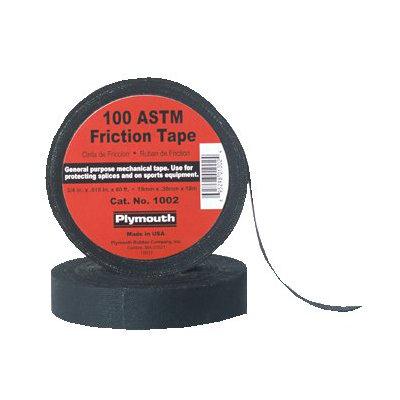 100 ASTM
Friction Tape
Cinta de Friccion • Ruban de Friction
General purpose mechanical tape. Use for
protecting splices and on sports equipment.
3/4 in. x .015 in x 60 ft. • 19mm x .38mm x 18m
Cat. No. 1002
Plymouth
Made in USA
Plymouth Rubber Company, Inc.
Canton, MA 02021